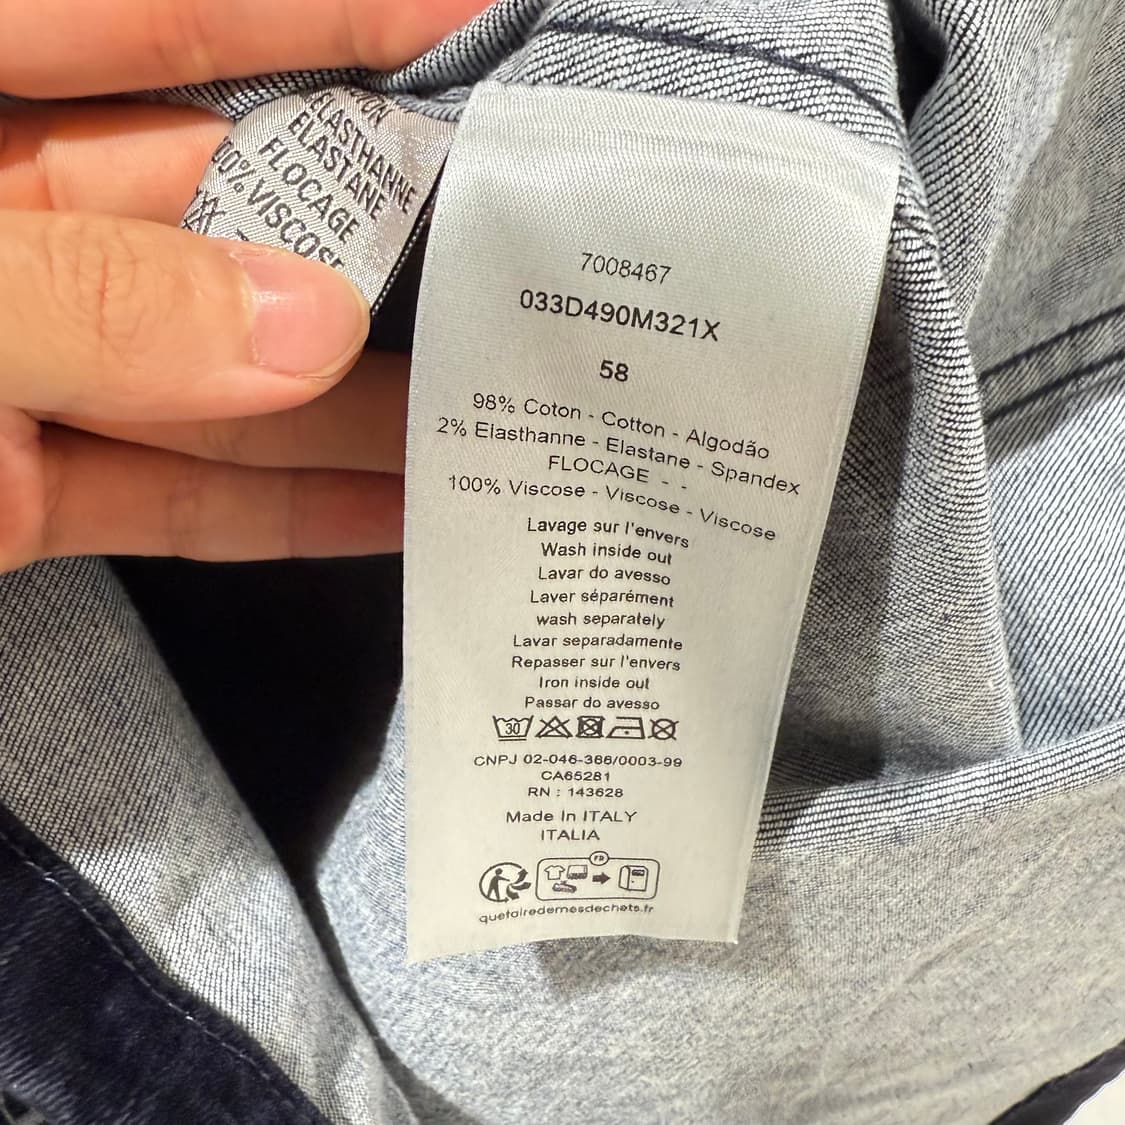 ELASTHANNE
ELASTANE
FLOCAGE
VISCOSE
7008467
033D490M321X
58
98% Coton - Cotton - Algodão
2% Elasthanne - Elastane - Spandex
FLOCAGE - -
100% Viscose - Viscose - Viscose
Lavage sur l'envers
Wash inside out
Lavar do avesso
Laver séparément
wash separately
Lavar separadamente
Repasser sur l'envers
Iron inside out
Passar do avesso
30
CNPJ 02-046-366/0003-99
CA65281
RN : 143628
Made In ITALY
ITALIA
FR
quefairedemesdechets.fr